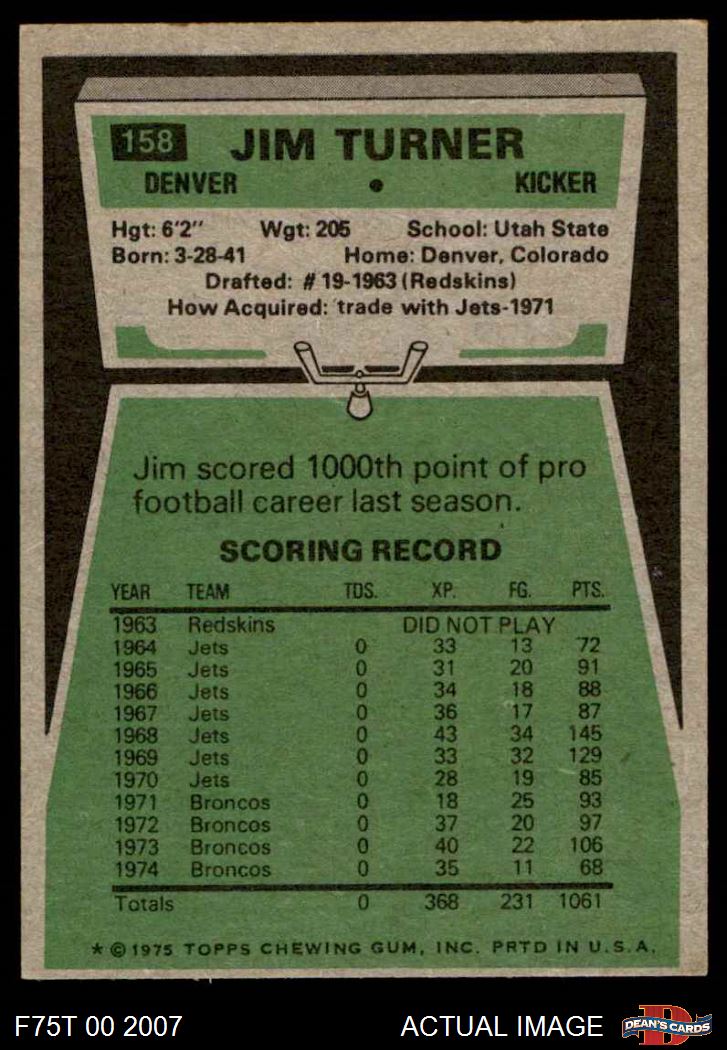 158 JIM TURNER
DENVER • KICKER
Hgt: 6'2" Wgt: 205 School: Utah State
Born: 3-28-41 Home: Denver, Colorado
Drafted: # 19-1963 (Redskins)
How Acquired: trade with Jets-1971
Jim scored 1000th point of pro
football career last season.
SCORING RECORD
YEAR TEAM TDS. XP. FG. PTS.
1963 Redskins DID NOT PLAY
1964 Jets 0 33 13 72
1965 Jets 0 31 20 91
1966 Jets 0 34 18 88
1967 Jets 0 36 17 87
1968 Jets 0 43 34 145
1969 Jets 0 33 32 129
1970 Jets 0 28 19 85
1971 Broncos 0 18 25 93
1972 Broncos 0 37 20 97
1973 Broncos 0 40 22 106
1974 Broncos 0 35 11 68
Totals 0 368 231 1061
* © 1975 TOPPS CHEWING GUM, INC. PRTD IN U.S.A.
F75T 00 2007 ACTUAL IMAGE D DEAN'S CARDS